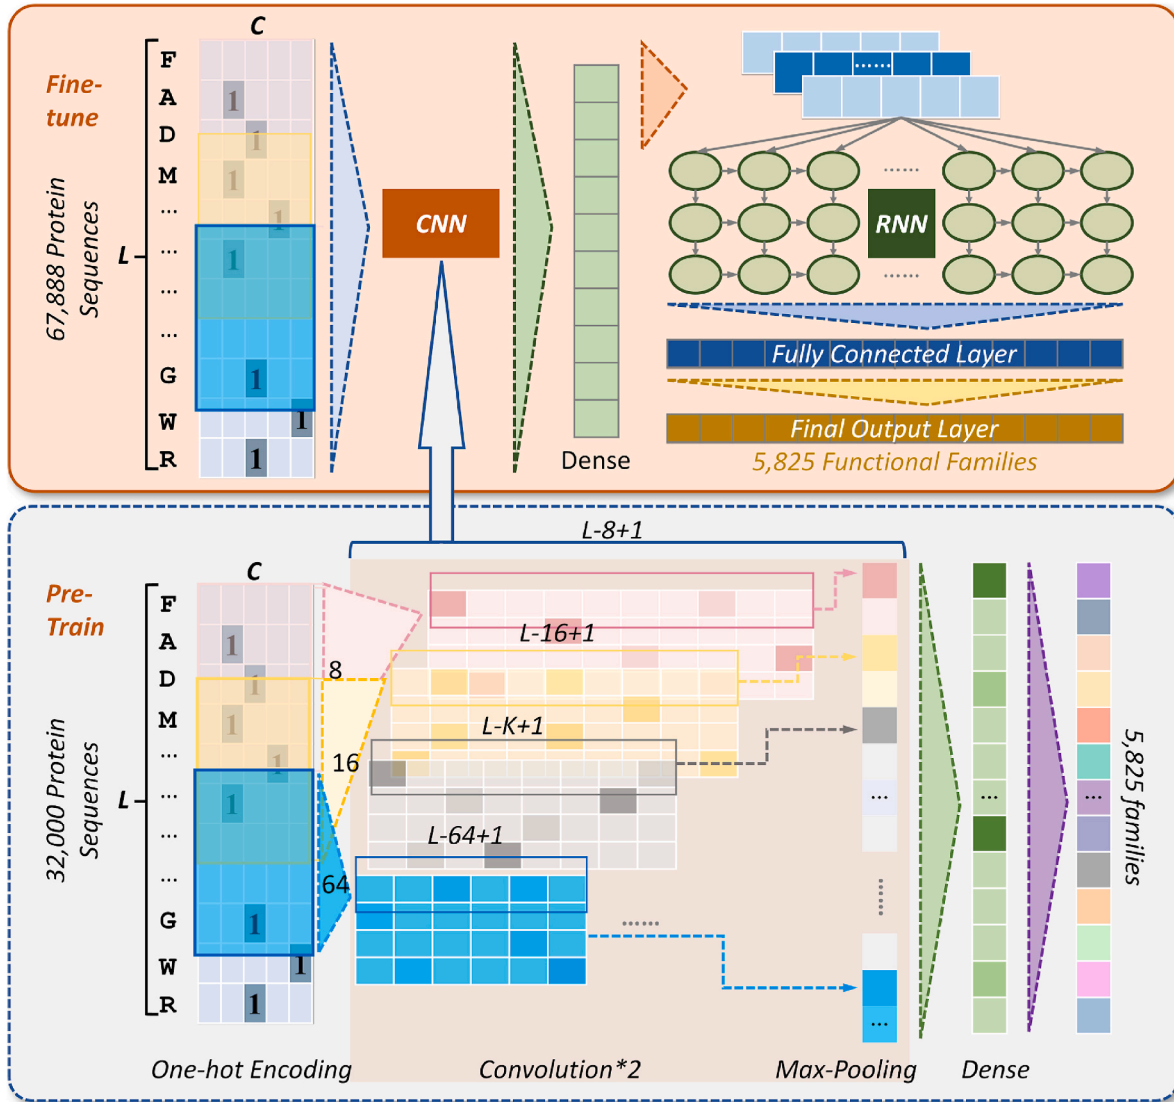 C
Fine-
tune
67,888 Protein
Sequences
L
F
A
D
M
...
...
...
...
G
W
R
1
1
1
1
1
1
1
1
CNN
Dense
......
......
RNN
......
Fully Connected Layer
Final Output Layer
5,825 Functional Families
Pre-
Train
32,000 Protein
Sequences
C
L
F
A
D
M
...
...
...
...
G
W
R
1
1
1
1
1
1
1
1
8
16
64
L-8+1
L-16+1
L-K+1
L-64+1
......
...
......
...
...
...
5,825 families
One-hot Encoding
Convolution*2
Max-Pooling
Dense